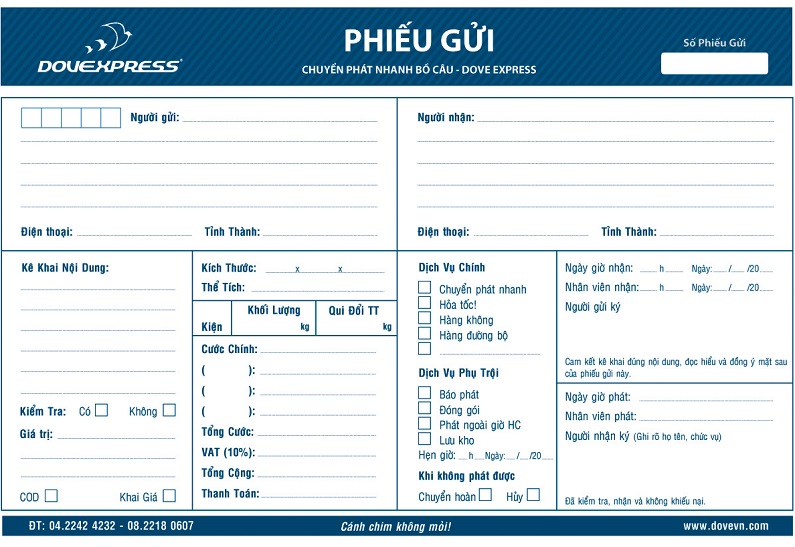 DOVEXPRESS®
PHIẾU GỬI
CHUYỂN PHÁT NHANH BỒ CÂU - DOVE EXPRESS
Số Phiếu Gửi
Người gửi:
Điện thoại: Tỉnh Thành:
Người nhận:
Điện thoại: Tỉnh Thành:
Kê Khai Nội Dung:
Kiểm Tra: Có Không
Giá trị:
COD Khai Giá
Kích Thước: x x
Thể Tích:
Kiện Khối Lượng kg Qui Đổi TT kg
Cước Chính:
( ):
( ):
( ):
Tổng Cước:
VAT (10%):
Tổng Cộng:
Thanh Toán:
Dịch Vụ Chính
Chuyển phát nhanh
Hỏa tốc!
Hàng không
Hàng đường bộ
Dịch Vụ Phụ Trội
Báo phát
Đóng gói
Phát ngoài giờ HC
Lưu kho
Hẹn giờ: h Ngày: / /20
Khi không phát được
Chuyển hoàn Hủy
Ngày giờ nhận: h Ngày: / /20
Nhân viên nhận: h Ngày: / /20
Người gửi ký
Cam kết kê khai đúng nội dung, đọc hiểu và đồng ý mặt sau
của phiếu gửi này.
Ngày giờ phát:
Nhân viên phát:
Người nhận ký (Ghi rõ họ tên, chức vụ)
Đã kiểm tra, nhận và không khiếu nại.
ĐT: 04.2242 4232 - 08.2218 0607
Cánh chim không mỏi!
www.dovevn.com